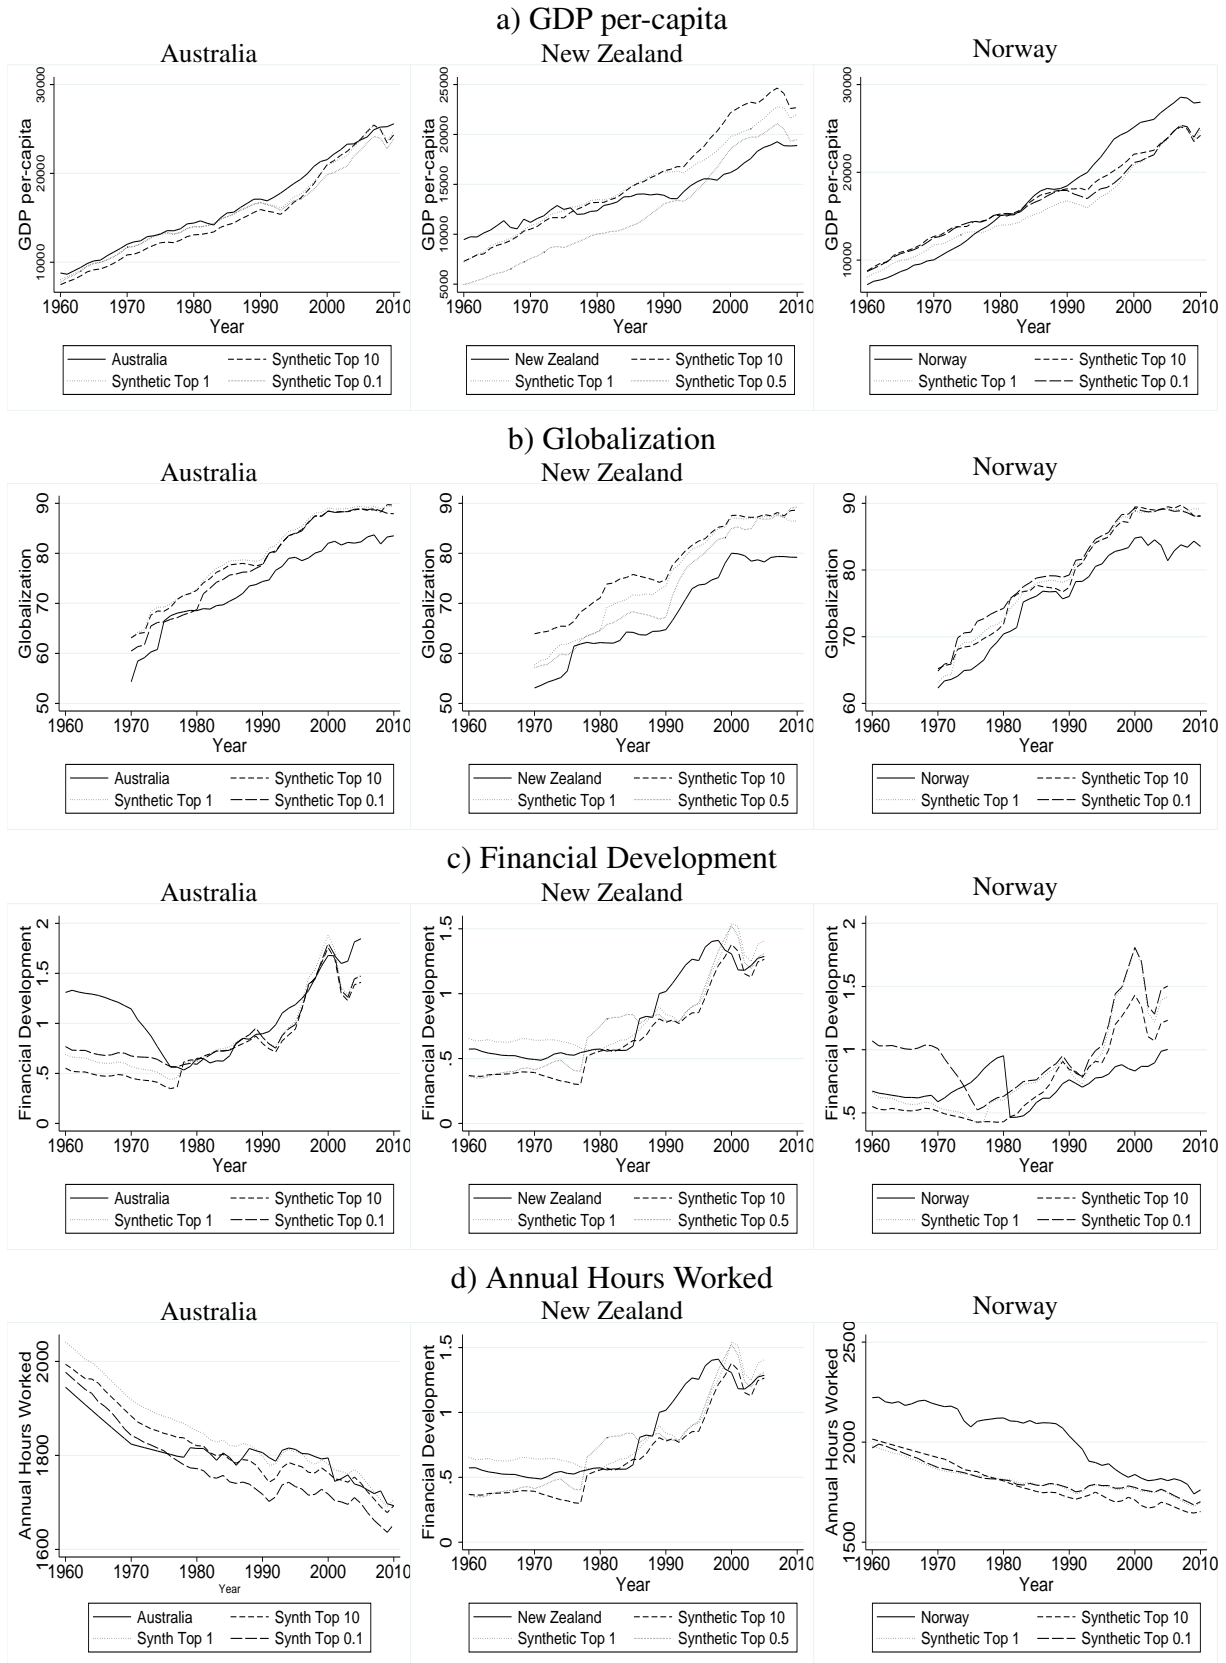 a) GDP per-capita
Australia
New Zealand
Norway
GDP per-capita
10000
20000
30000
1960 1970 1980 1990 2000 2010
Year
Australia Synthetic Top 10
Synthetic Top 1 Synthetic Top 0.1
GDP per-capita
5000
10000
15000
20000
25000
1960 1970 1980 1990 2000 2010
Year
New Zealand Synthetic Top 10
Synthetic Top 1 Synthetic Top 0.5
GDP per-capita
10000
20000
30000
1960 1970 1980 1990 2000 2010
Year
Norway Synthetic Top 10
Synthetic Top 1 Synthetic Top 0.1
b) Globalization
Australia
New Zealand
Norway
Globalization
50
60
70
80
90
1960 1970 1980 1990 2000 2010
Year
Australia Synthetic Top 10
Synthetic Top 1 Synthetic Top 0.1
Globalization
50
60
70
80
90
1960 1970 1980 1990 2000 2010
Year
New Zealand Synthetic Top 10
Synthetic Top 1 Synthetic Top 0.5
Globalization
60
70
80
90
1960 1970 1980 1990 2000 2010
Year
Norway Synthetic Top 10
Synthetic Top 1 Synthetic Top 0.1
c) Financial Development
Australia
New Zealand
Norway
Financial Development
0
.5
1
1.5
2
1960 1970 1980 1990 2000 2010
Year
Australia Synthetic Top 10
Synthetic Top 1 Synthetic Top 0.1
Financial Development
0
.5
1
1.5
1960 1970 1980 1990 2000 2010
Year
New Zealand Synthetic Top 10
Synthetic Top 1 Synthetic Top 0.5
Financial Development
.5
1
1.5
2
1960 1970 1980 1990 2000 2010
Year
Norway Synthetic Top 10
Synthetic Top 1 Synthetic Top 0.1
d) Annual Hours Worked
Australia
New Zealand
Norway
Annual Hours Worked
1600
1800
2000
1960 1970 1980 1990 2000 2010
Year
Australia Synth Top 10
Synth Top 1 Synth Top 0.1
Financial Development
0
.5
1
1.5
1960 1970 1980 1990 2000 2010
Year
New Zealand Synthetic Top 10
Synthetic Top 1 Synthetic Top 0.5
Annual Hours Worked
1500
2000
2500
1960 1970 1980 1990 2000 2010
Year
Norway Synthetic Top 10
Synthetic Top 1 Synthetic Top 0.1